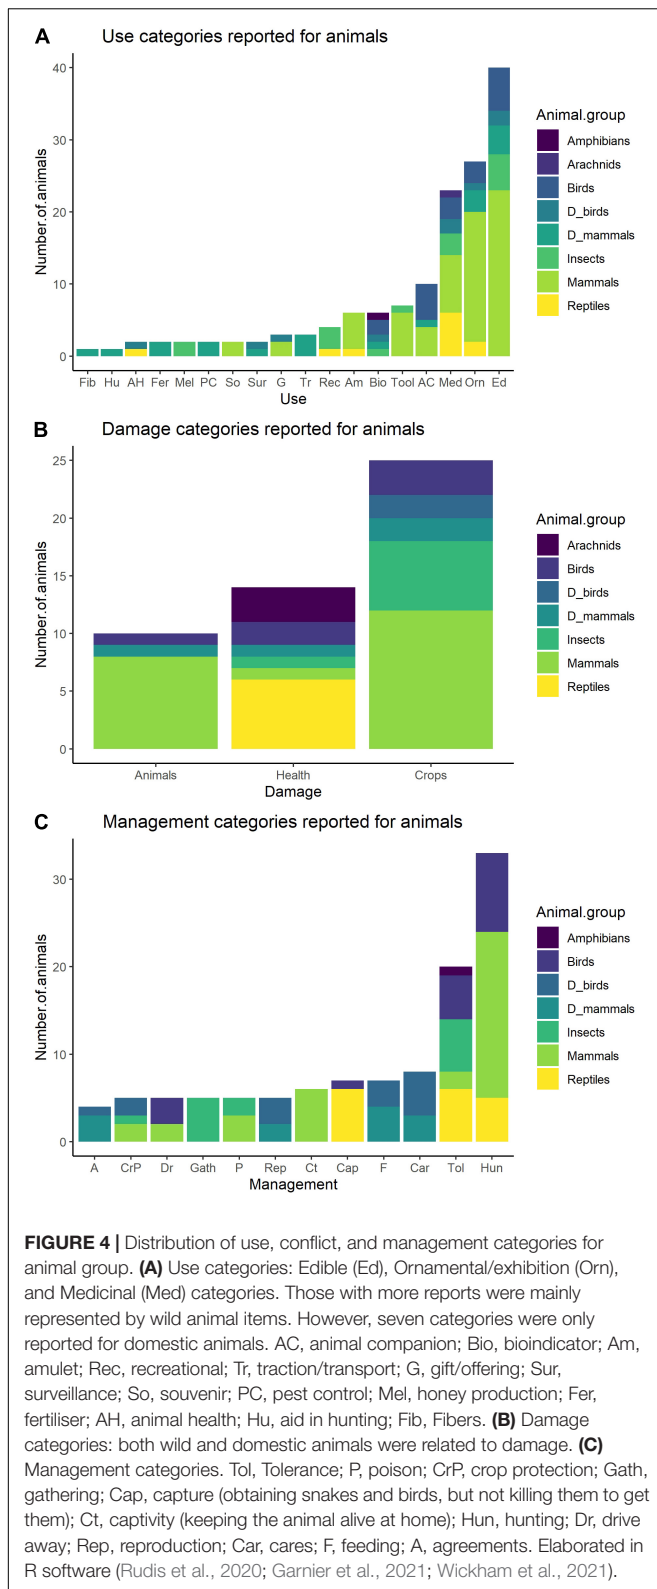 A
Use categories reported for animals
Number.of.animals
40
30
20
10
0
Fib Hu AH Fer Mel PC So Sur G Tr Rec Am Bio Tool AC Med Orn Ed
Use
Animal.group
Amphibians
Arachnids
Birds
D_birds
D_mammals
Insects
Mammals
Reptiles
B
Damage categories reported for animals
Number.of.animals
25
20
15
10
5
0
Animals Health Crops
Damage
Animal.group
Arachnids
Birds
D_birds
D_mammals
Insects
Mammals
Reptiles
C
Management categories reported for animals
Number.of.animals
30
20
10
0
A CrP Dr Gath P Rep Ct Cap F Car Tol Hun
Management
Animal.group
Amphibians
Birds
D_birds
D_mammals
Insects
Mammals
Reptiles
FIGURE 4 | Distribution of use, conflict, and management categories for
animal group. (A) Use categories: Edible (Ed), Ornamental/exhibition (Orn),
and Medicinal (Med) categories. Those with more reports were mainly
represented by wild animal items. However, seven categories were only
reported for domestic animals. AC, animal companion; Bio, bioindicator; Am,
amulet; Rec, recreational; Tr, traction/transport; G, gift/offering; Sur,
surveillance; So, souvenir; PC, pest control; Mel, honey production; Fer,
fertiliser; AH, animal health; Hu, aid in hunting; Fib, Fibers. (B) Damage
categories: both wild and domestic animals were related to damage. (C)
Management categories. Tol, Tolerance; P, poison; CrP, crop protection; Gath,
gathering; Cap, capture (obtaining snakes and birds, but not killing them to get
them); Ct, captivity (keeping the animal alive at home); Hun, hunting; Dr, drive
away; Rep, reproduction; Car, cares; F, feeding; A, agreements. Elaborated in
R software (Rudis et al., 2020; Garnier et al., 2021; Wickham et al., 2021).